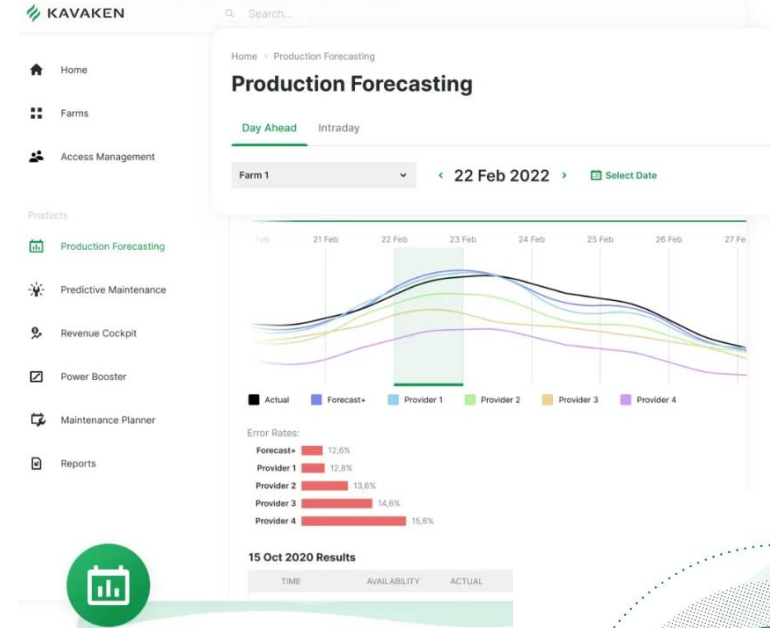 KAVAKEN
Search...
Home
Farms
Access Management
Products
Production Forecasting
Predictive Maintenance
Revenue Cockpit
Power Booster
Maintenance Planner
Reports
Home › Production Forecasting
Production Forecasting
Day Ahead Intraday
Farm 1 ‹ 22 Feb 2022 › Select Date
21 Feb 22 Feb 23 Feb 24 Feb 25 Feb 26 Feb 27 Fe
Actual Forecast+ Provider 1 Provider 2 Provider 3 Provider 4
Error Rates:
Forecast+ 12,6%
Provider 1 12,8%
Provider 2 13,6%
Provider 3 14,6%
Provider 4 15,6%
15 Oct 2020 Results
TIME AVAILABILITY ACTUAL